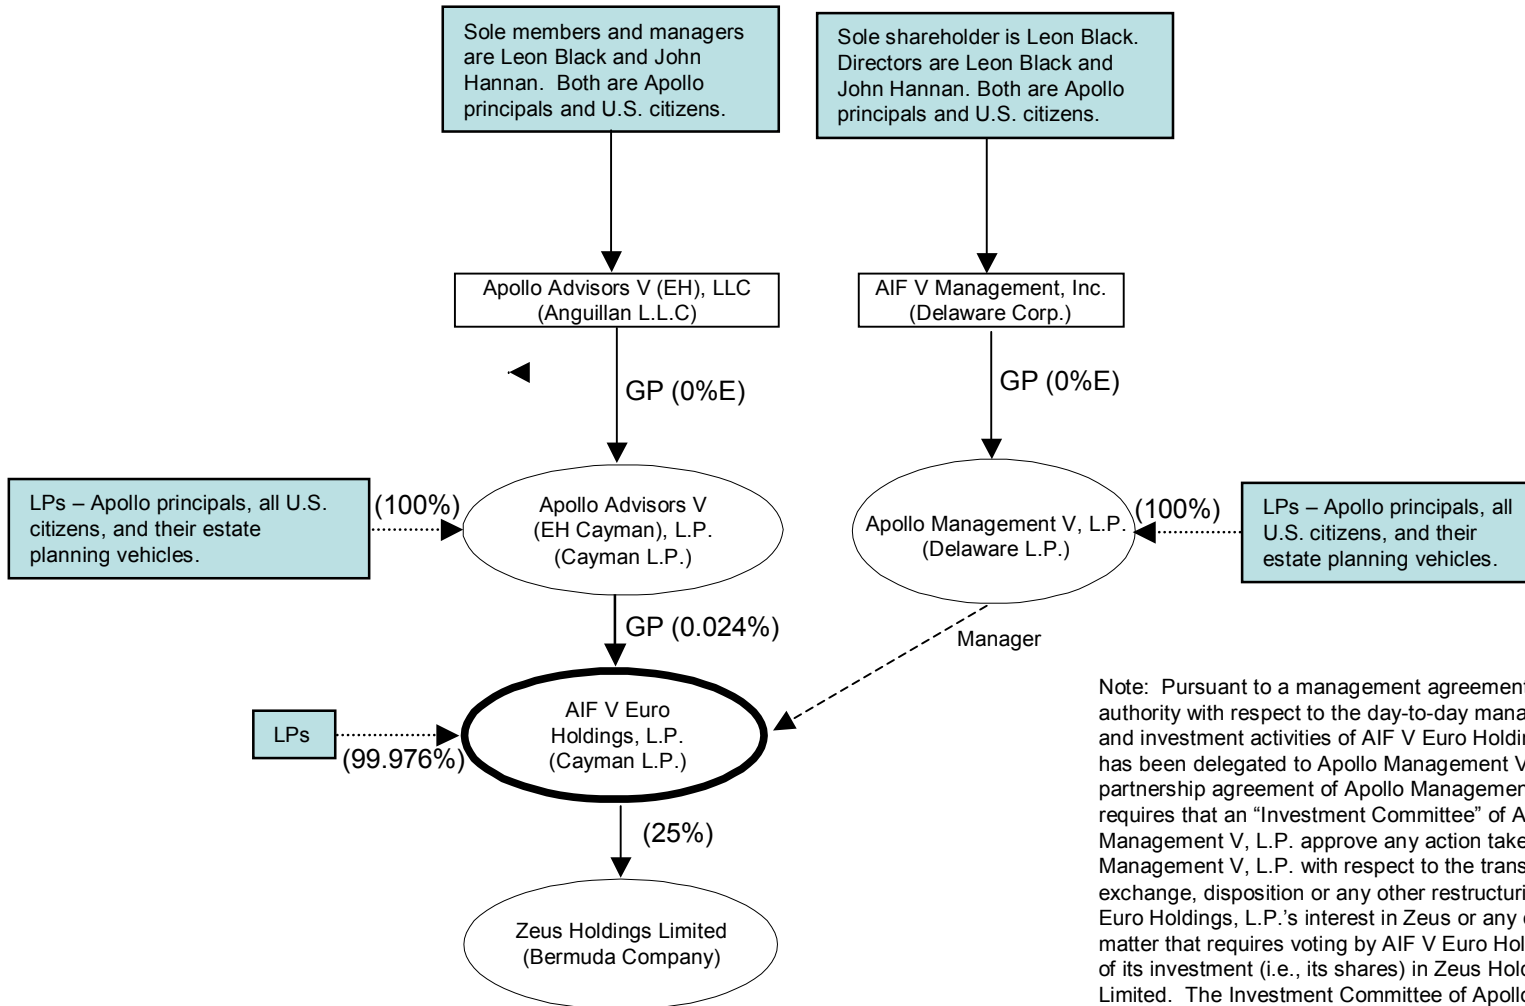 Sole members and managers
are Leon Black and John
Hannan. Both are Apollo
principals and U.S. citizens.
Sole shareholder is Leon Black.
Directors are Leon Black and
John Hannan. Both are Apollo
principals and U.S. citizens.
Apollo Advisors V (EH), LLC
(Anguillan L.L.C)
AIF V Management, Inc.
(Delaware Corp.)
GP (0%E)
GP (0%E)
LPs – Apollo principals, all U.S.
citizens, and their estate
planning vehicles.
(100%)
Apollo Advisors V
(EH Cayman), L.P.
(Cayman L.P.)
Apollo Management V, L.P.
(Delaware L.P.)
(100%)
LPs – Apollo principals, all
U.S. citizens, and their
estate planning vehicles.
GP (0.024%)
Manager
LPs
(99.976%)
AIF V Euro
Holdings, L.P.
(Cayman L.P.)
(25%)
Zeus Holdings Limited
(Bermuda Company)
Note: Pursuant to a management agreement
authority with respect to the day-to-day mana
and investment activities of AIF V Euro Holdin
has been delegated to Apollo Management V
partnership agreement of Apollo Management
requires that an “Investment Committee” of A
Management V, L.P. approve any action take
Management V, L.P. with respect to the trans
exchange, disposition or any other restructuri
Euro Holdings, L.P.’s interest in Zeus or any
matter that requires voting by AIF V Euro Hol
of its investment (i.e., its shares) in Zeus Hold
Limited. The Investment Committee of Apollo